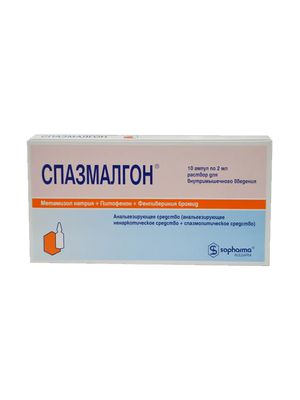 СПАЗМАЛГОН®
10 ампул по 2 мл
раствор для
внутримышечного введения
Метамизол натрия + Питофенон + Фенпивериния бромид
Анальгезирующее средство (анальгезирующее
ненаркотическое средство + спазмолитическое средство)
sopharma